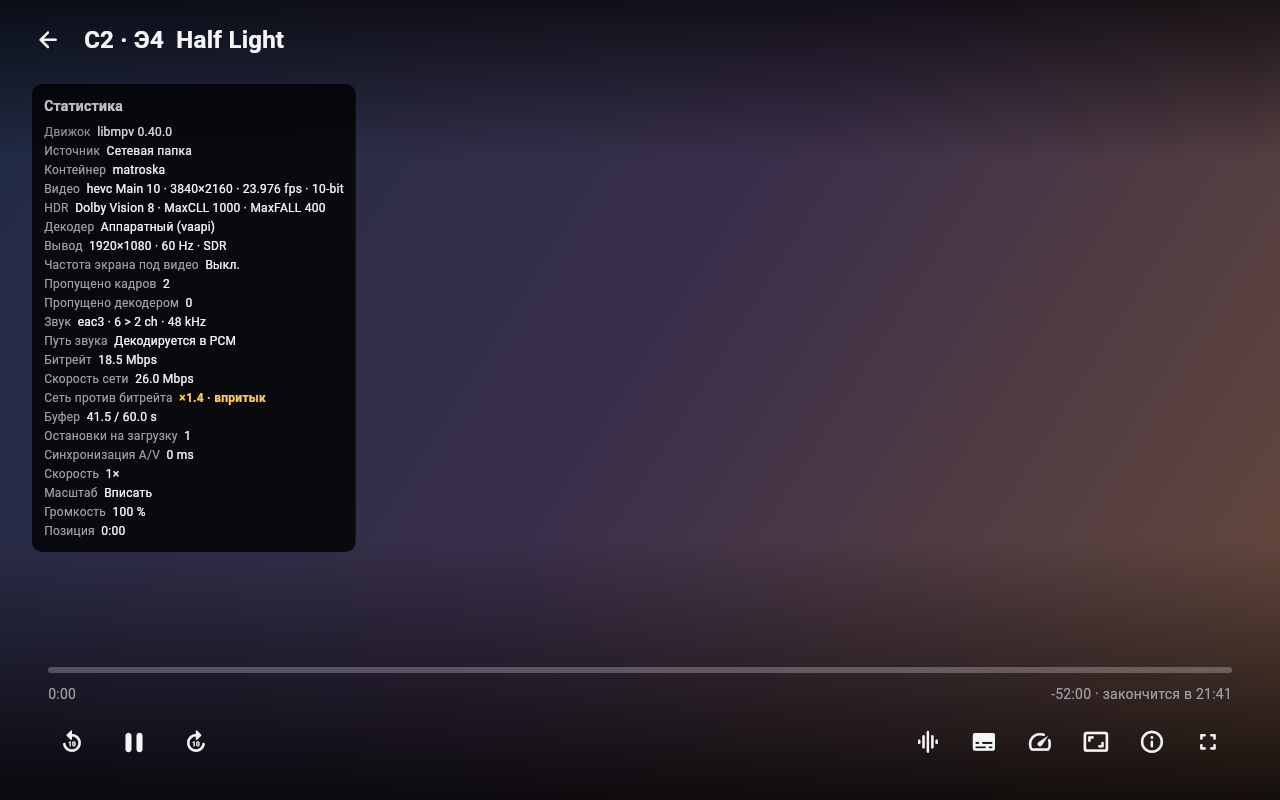 С2 · Э4 Half Light
Статистика
Движок libmpv 0.40.0
Источник Сетевая папка
Контейнер matroska
Видео hevc Main 10 · 3840×2160 · 23.976 fps · 10-bit
HDR Dolby Vision 8 · MaxCLL 1000 · MaxFALL 400
Декодер Аппаратный (vaapi)
Вывод 1920×1080 · 60 Hz · SDR
Частота экрана под видео Выкл.
Пропущено кадров 2
Пропущено декодером 0
Звук eac3 · 6 > 2 ch · 48 kHz
Путь звука Декодируется в PCM
Битрейт 18.5 Mbps
Скорость сети 26.0 Mbps
Сеть против битрейта ×1.4 · впритык
Буфер 41.5 / 60.0 s
Остановки на загрузку 1
Синхронизация A/V 0 ms
Скорость 1×
Масштаб Вписать
Громкость 100 %
Позиция 0:00
0:00 -52:00 · закончится в 21:41
10 10